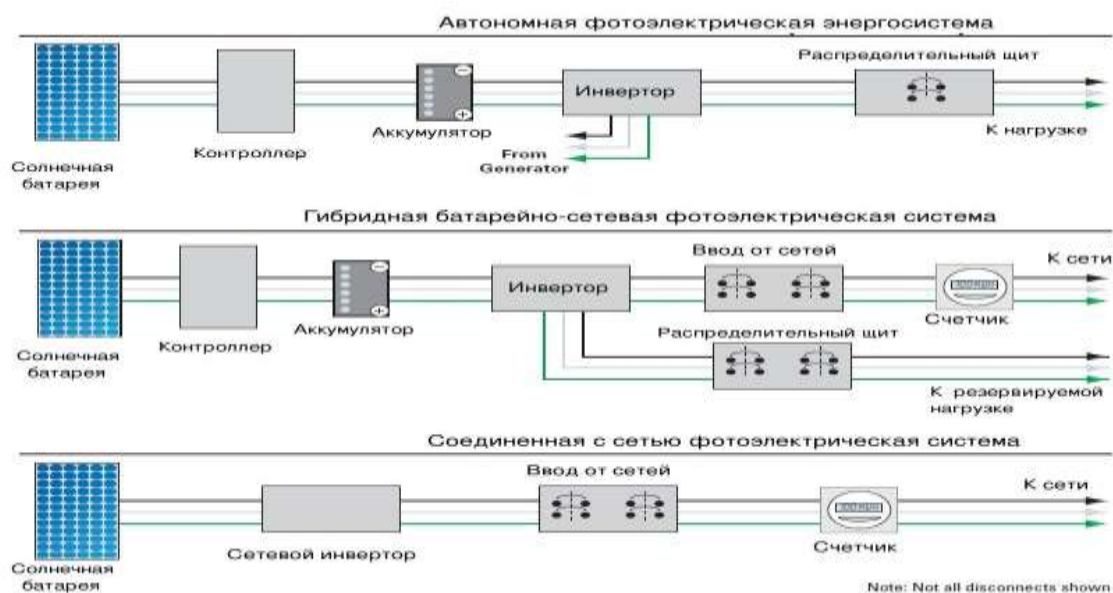 Автономная фотоэлектрическая энергосистема
Распределительный щит
Инвертор
Аккумулятор
К нагрузке
Контроллер
From
Generator
Солнечная
батарея
Гибридная батарейно-сетевая фотоэлектрическая система
Ввод от сетей
К сети
Инвертор
Аккумулятор
Счетчик
Контроллер
Распределительный щит
Солнечная
батарея
К резервируемой
нагрузке
Соединенная с сетью фотоэлектрическая система
Ввод от сетей
К сети
Сетевой инвертор
Счетчик
Солнечная
батарея
Note: Not all disconnects shown